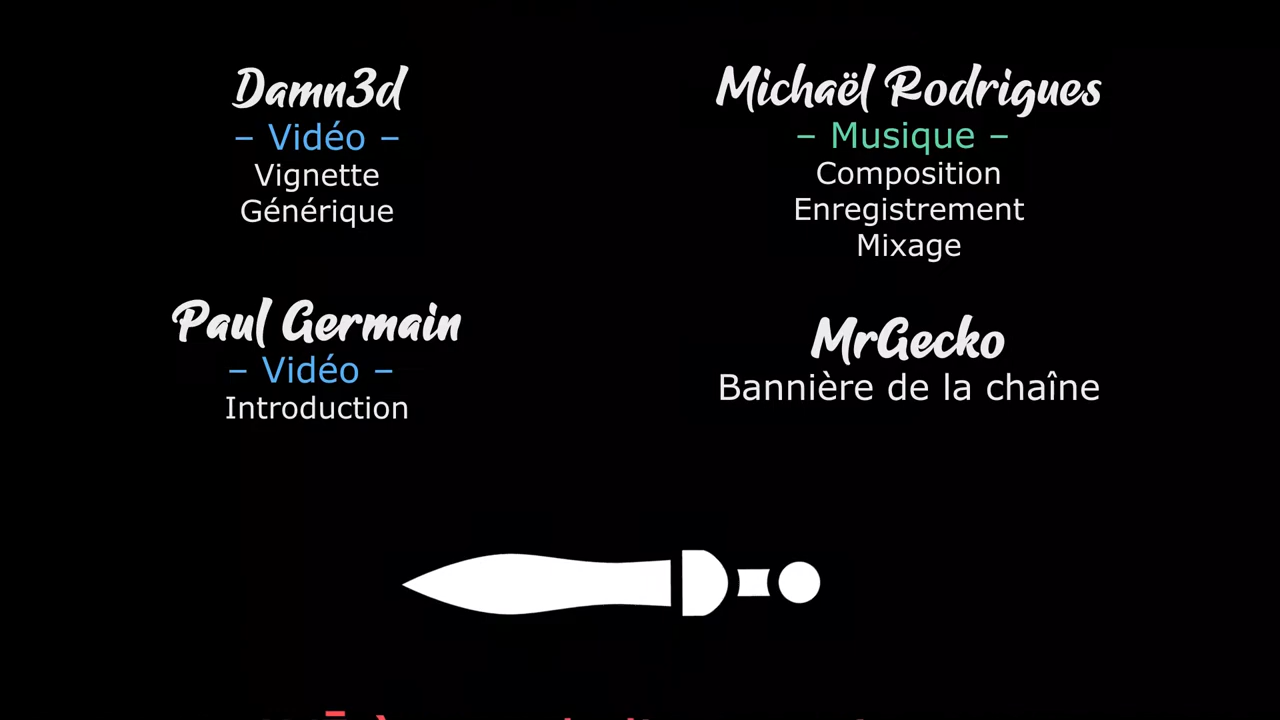 Damn3d
– Vidéo –
Vignette
Générique
Michaël Rodrigues
– Musique –
Composition
Enregistrement
Mixage
Paul Germain
– Vidéo –
Introduction
MrGecko
Bannière de la chaîne